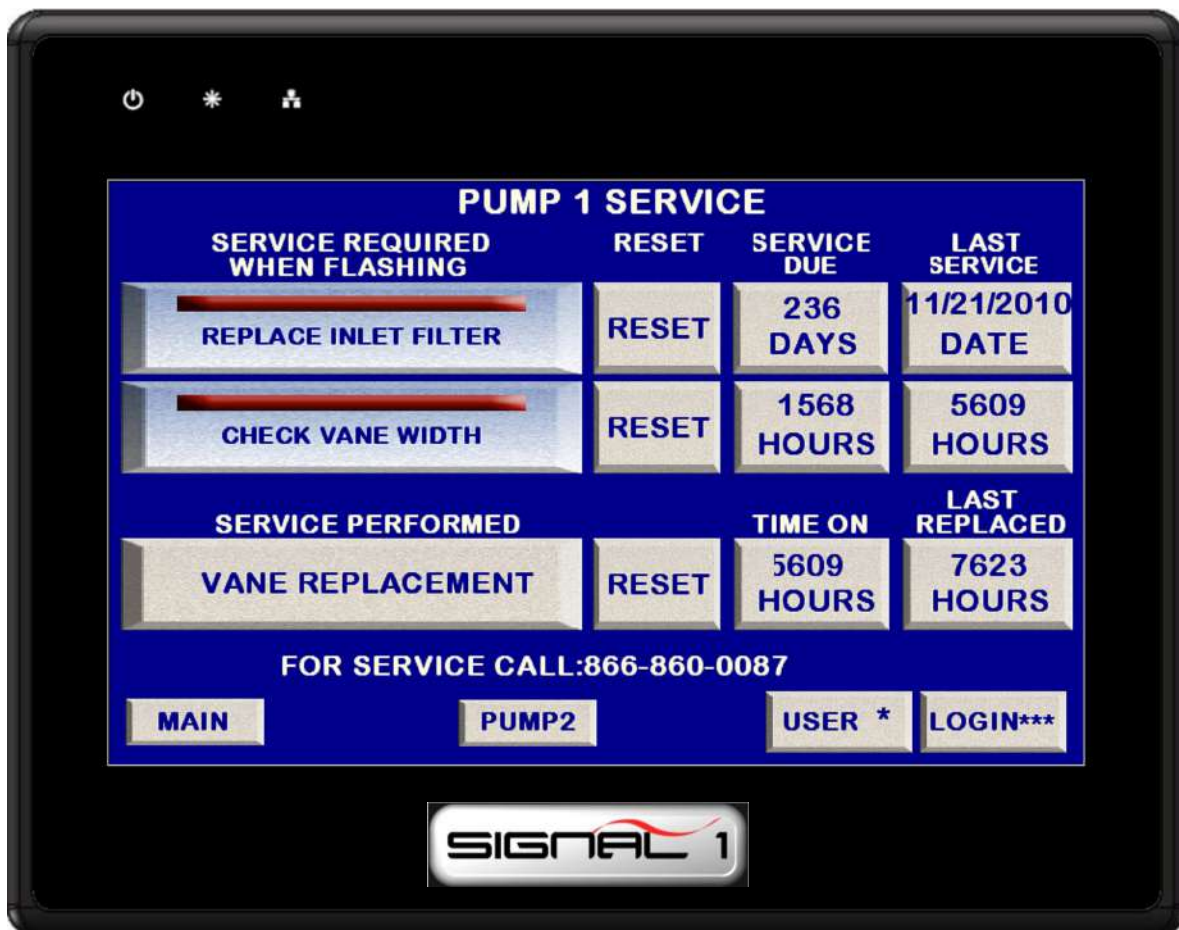 PUMP 1 SERVICE
SERVICE REQUIRED
WHEN FLASHING
RESET
SERVICE
DUE
LAST
SERVICE
REPLACE INLET FILTER
RESET
236
DAYS
11/21/2010
DATE
CHECK VANE WIDTH
RESET
1568
HOURS
5609
HOURS
SERVICE PERFORMED
TIME ON
LAST
REPLACED
VANE REPLACEMENT
RESET
5609
HOURS
7623
HOURS
FOR SERVICE CALL:866-860-0087
MAIN
PUMP2
USER *
LOGIN***
SIGNAL 1